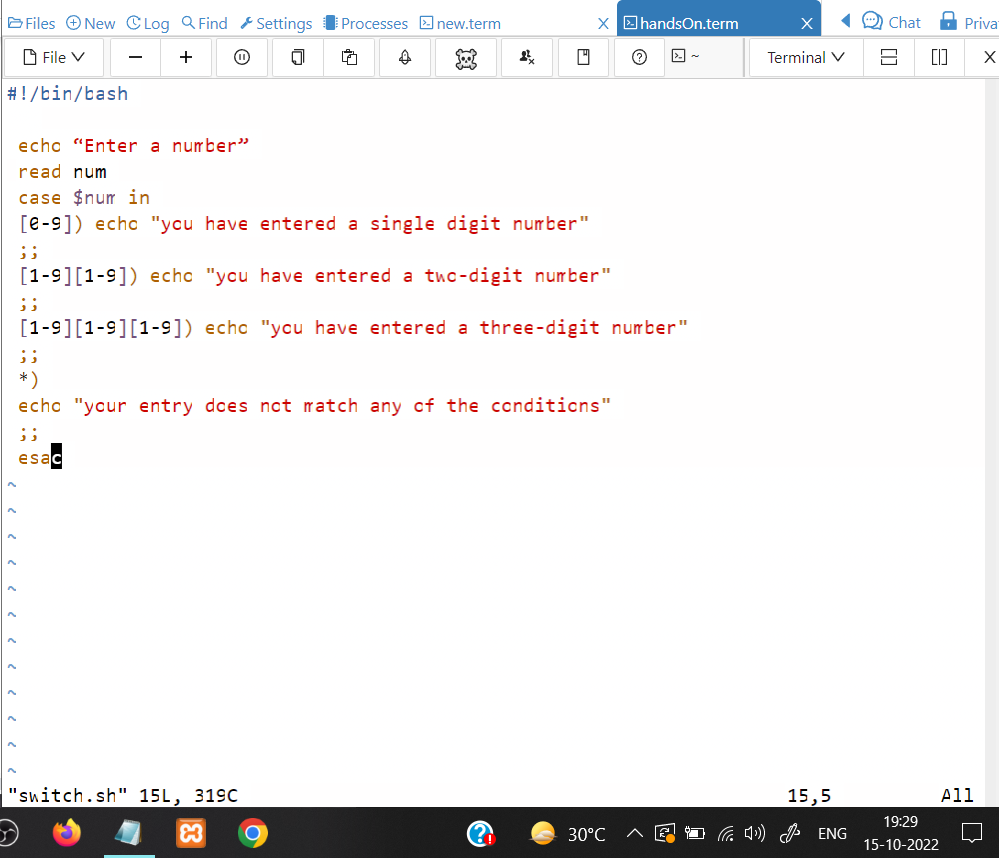 Files New Log Find Settings Processes new.term X handsOn.term X Chat Priva
File ~ Terminal X
#!/bin/bash
echo “Enter a number”
read num
case $num in
[0-9]) echo "you have entered a single digit number"
;;
[1-9][1-9]) echo "you have entered a two-digit number"
;;
[1-9][1-9][1-9]) echo "you have entered a three-digit number"
;;
*)
echo "your entry does not match any of the conditions"
;;
esac
~
~
~
~
~
~
~
~
~
~
~
~
"switch.sh" 15L, 319C 15,5 All
30°C ENG 19:29
15-10-2022